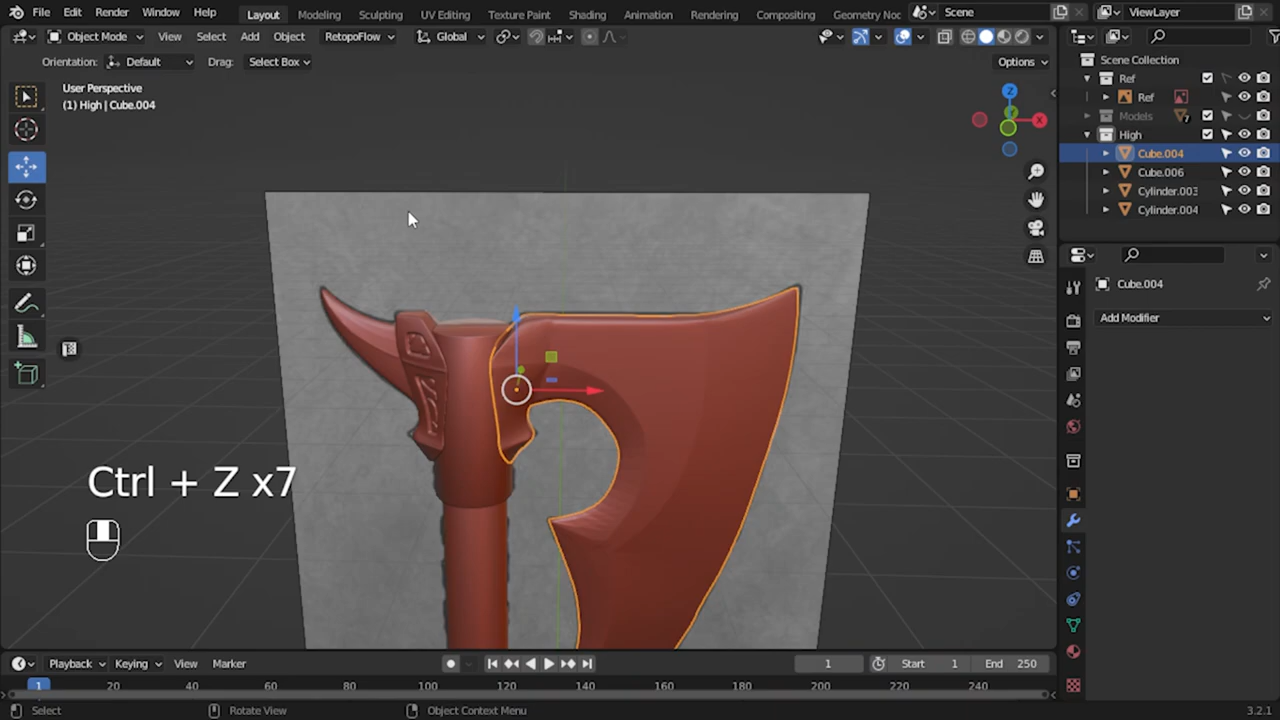 File Edit Render Window Help Layout Modeling Sculpting UV Editing Texture Paint Shading Animation Rendering Compositing Geometry Noc Scene ViewLayer
Object Mode View Select Add Object RetopoFlow Global
Orientation: Default Drag: Select Box Options
User Perspective
(1) High | Cube.004
Z
X
Scene Collection
Ref
Ref
Models
7
High
Cube.004
Cube.006
Cylinder.003
Cylinder.004
Cube.004
Add Modifier
Ctrl + Z x7
Playback Keying View Marker 1 Start 1 End 250
1 20 40 60 80 100 120 140 160 180 200 220 240
Select Rotate View Object Context Menu 3.2.1